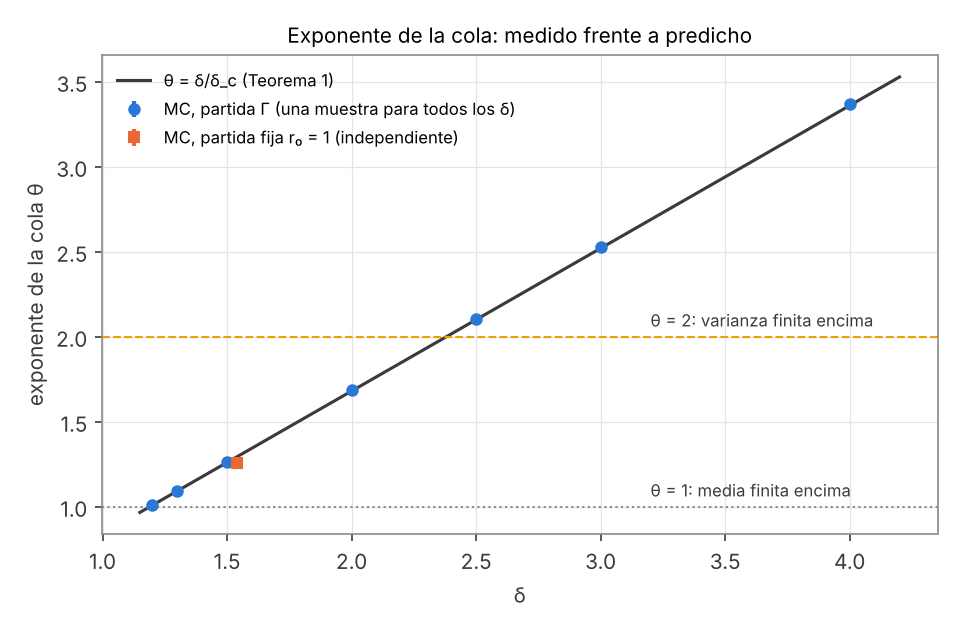 Exponente de la cola: medido frente a predicho
θ = δ/δ_c (Teorema 1)
MC, partida Γ (una muestra para todos los δ)
MC, partida fija r₀ = 1 (independiente)
exponente de la cola θ
3.5
3.0
2.5
2.0
1.5
1.0
θ = 2: varianza finita encima
θ = 1: media finita encima
1.0 1.5 2.0 2.5 3.0 3.5 4.0
δ